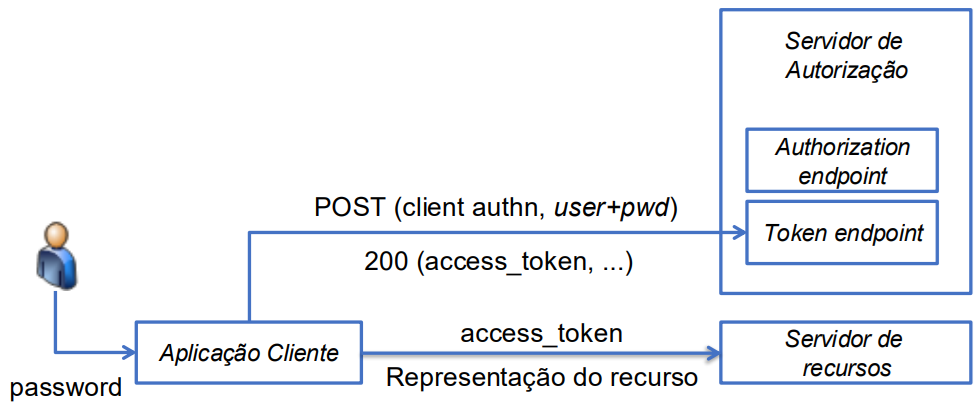 Servidor de
Autorização
Authorization
endpoint
POST (client authn, user+pwd)
Token endpoint
200 (access_token, ...)
Aplicação Cliente
access_token
Servidor de
recursos
Representação do recurso
password